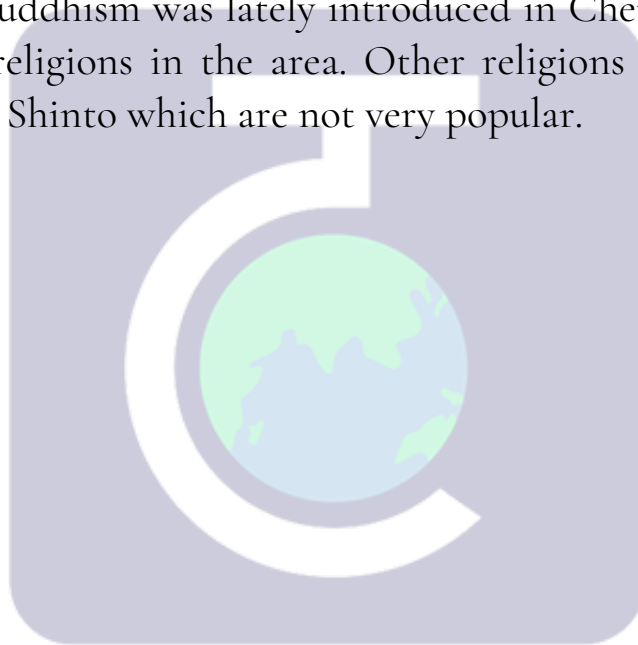 uddhism was lately introduced in Che
religions in the area. Other religions
Shinto which are not very popular.